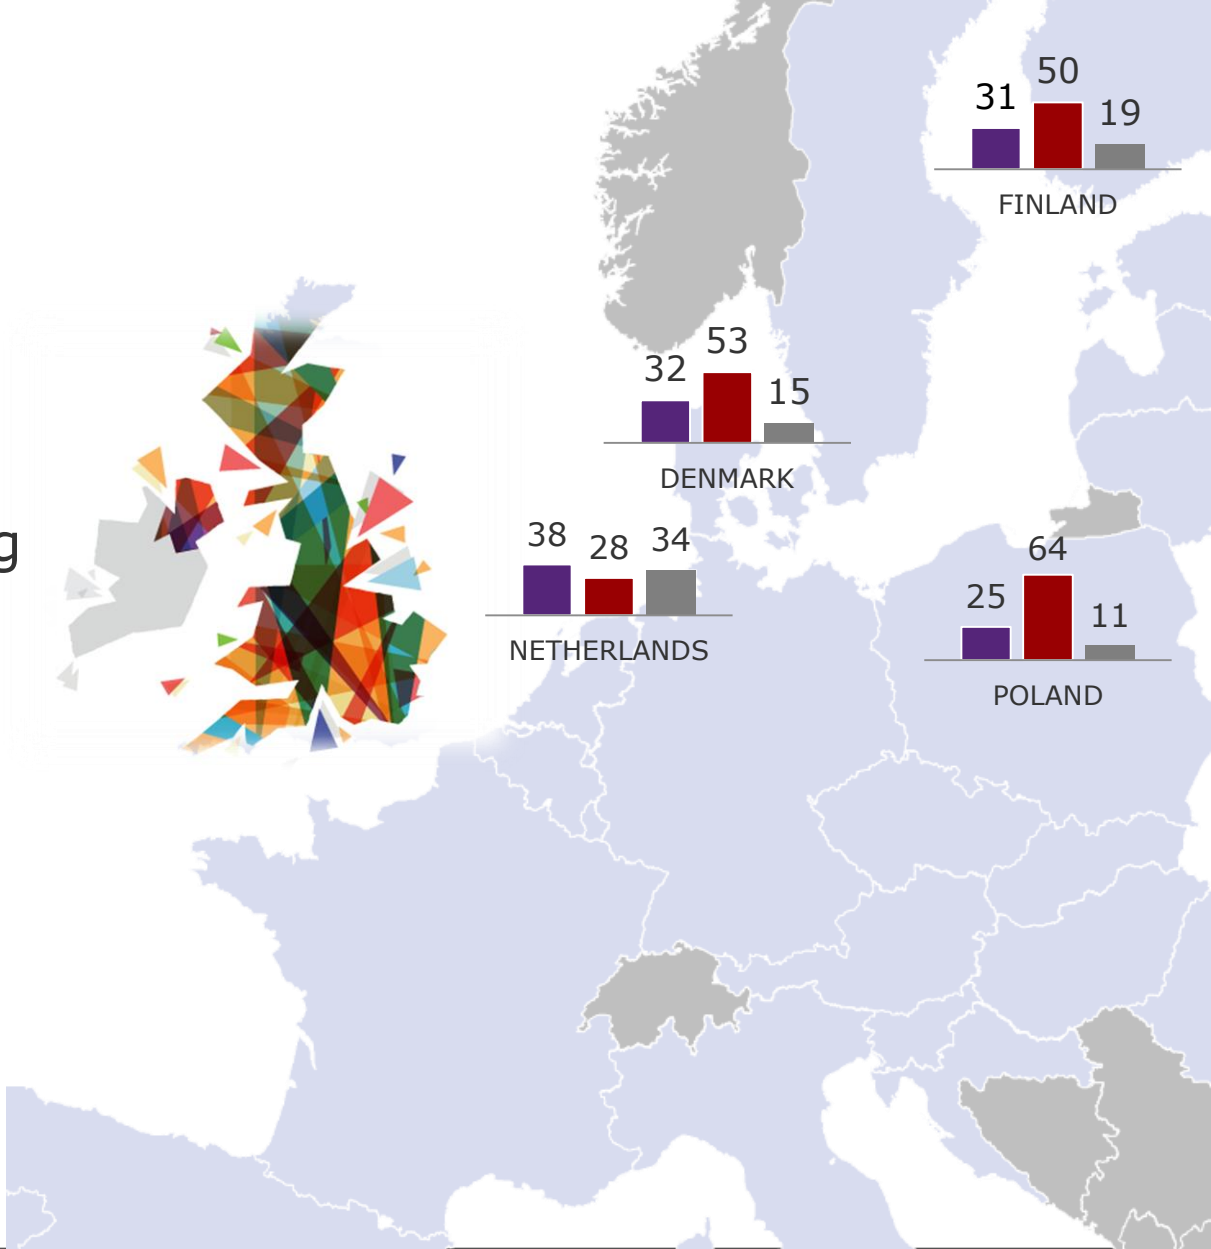 31 50 19
FINLAND
32 53 15
DENMARK
g
38 28 34
NETHERLANDS
25 64 11
POLAND